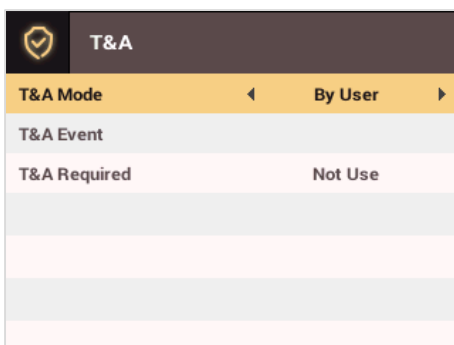 T&A
T&A Mode By User
T&A Event
T&A Required Not Use